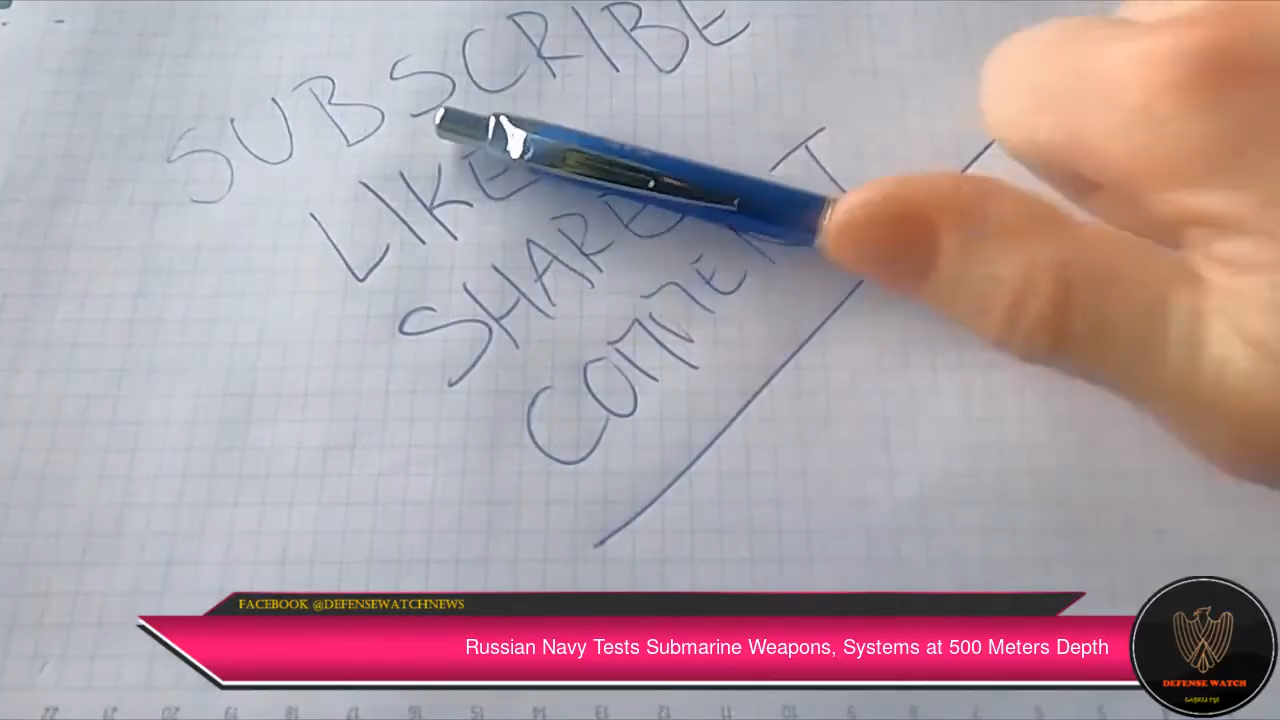 SUBSCRIBE
LIKE
SHARE
COMMENT
FACEBOOK @DEFENSEWATCHNEWS
Russian Navy Tests Submarine Weapons, Systems at 500 Meters Depth
DEFENSE WATCH